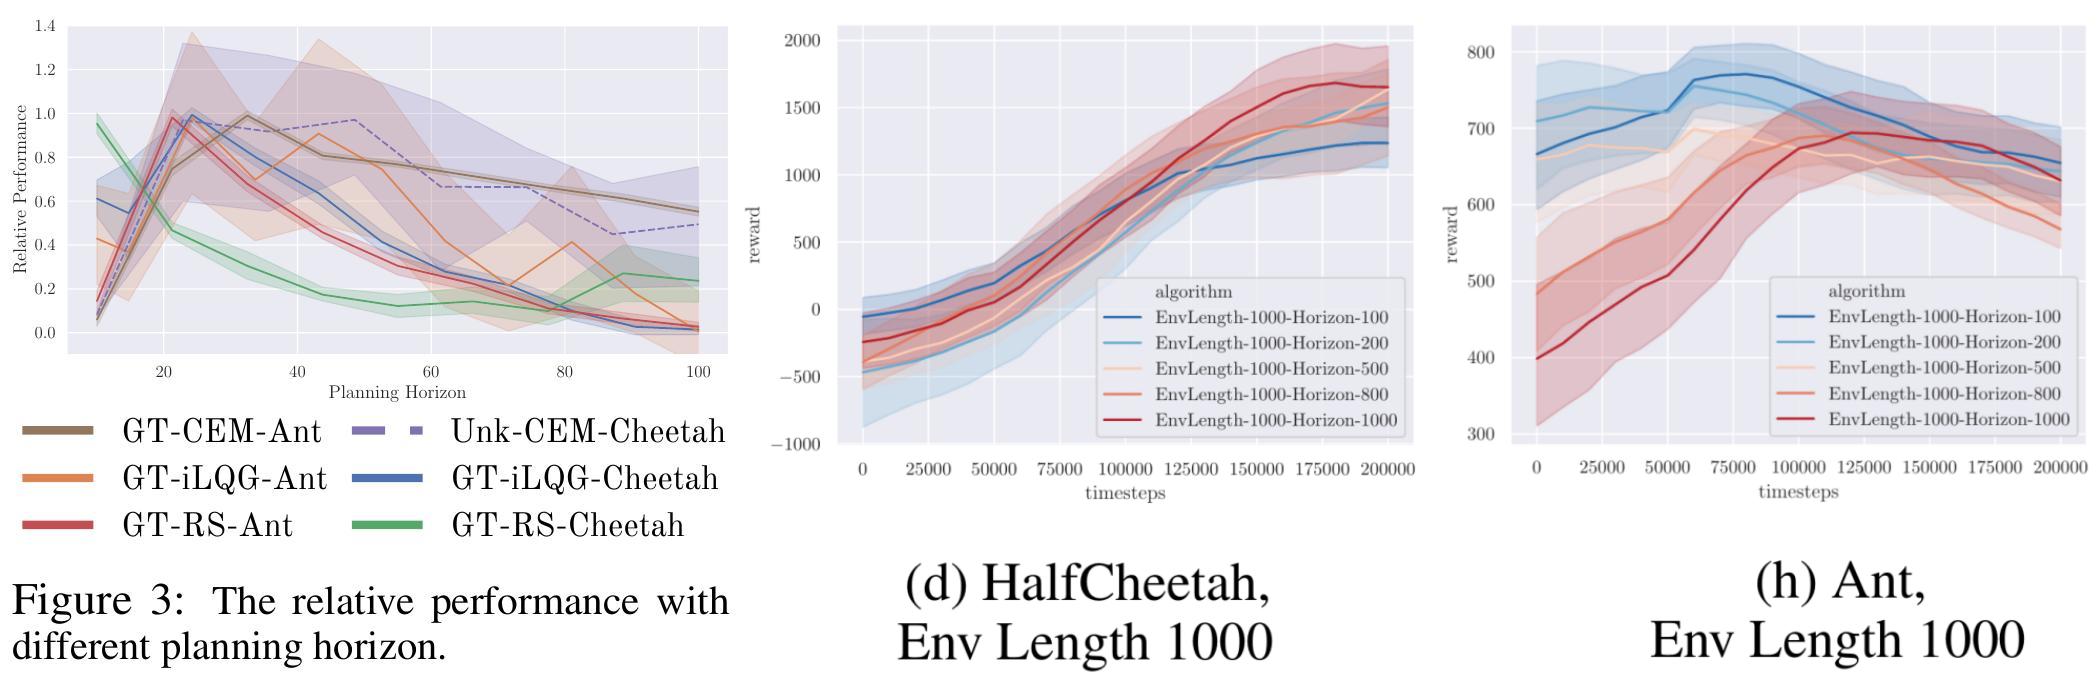 1.4
1.2
1.0
0.8
0.6
0.4
0.2
0.0
Relative Performance
20 40 60 80 100
Planning Horizon
GT-CEM-Ant Unk-CEM-Cheetah
GT-iLQG-Ant GT-iLQG-Cheetah
GT-RS-Ant GT-RS-Cheetah
Figure 3: The relative performance with
different planning horizon.
2000
1500
1000
500
0
−500
−1000
reward
algorithm
EnvLength-1000-Horizon-100
EnvLength-1000-Horizon-200
EnvLength-1000-Horizon-500
EnvLength-1000-Horizon-800
EnvLength-1000-Horizon-1000
0 25000 50000 75000 100000 125000 150000 175000 200000
timesteps
(d) HalfCheetah,
Env Length 1000
800
700
600
500
400
300
reward
algorithm
EnvLength-1000-Horizon-100
EnvLength-1000-Horizon-200
EnvLength-1000-Horizon-500
EnvLength-1000-Horizon-800
EnvLength-1000-Horizon-1000
0 25000 50000 75000 100000 125000 150000 175000 200000
timesteps
(h) Ant,
Env Length 1000